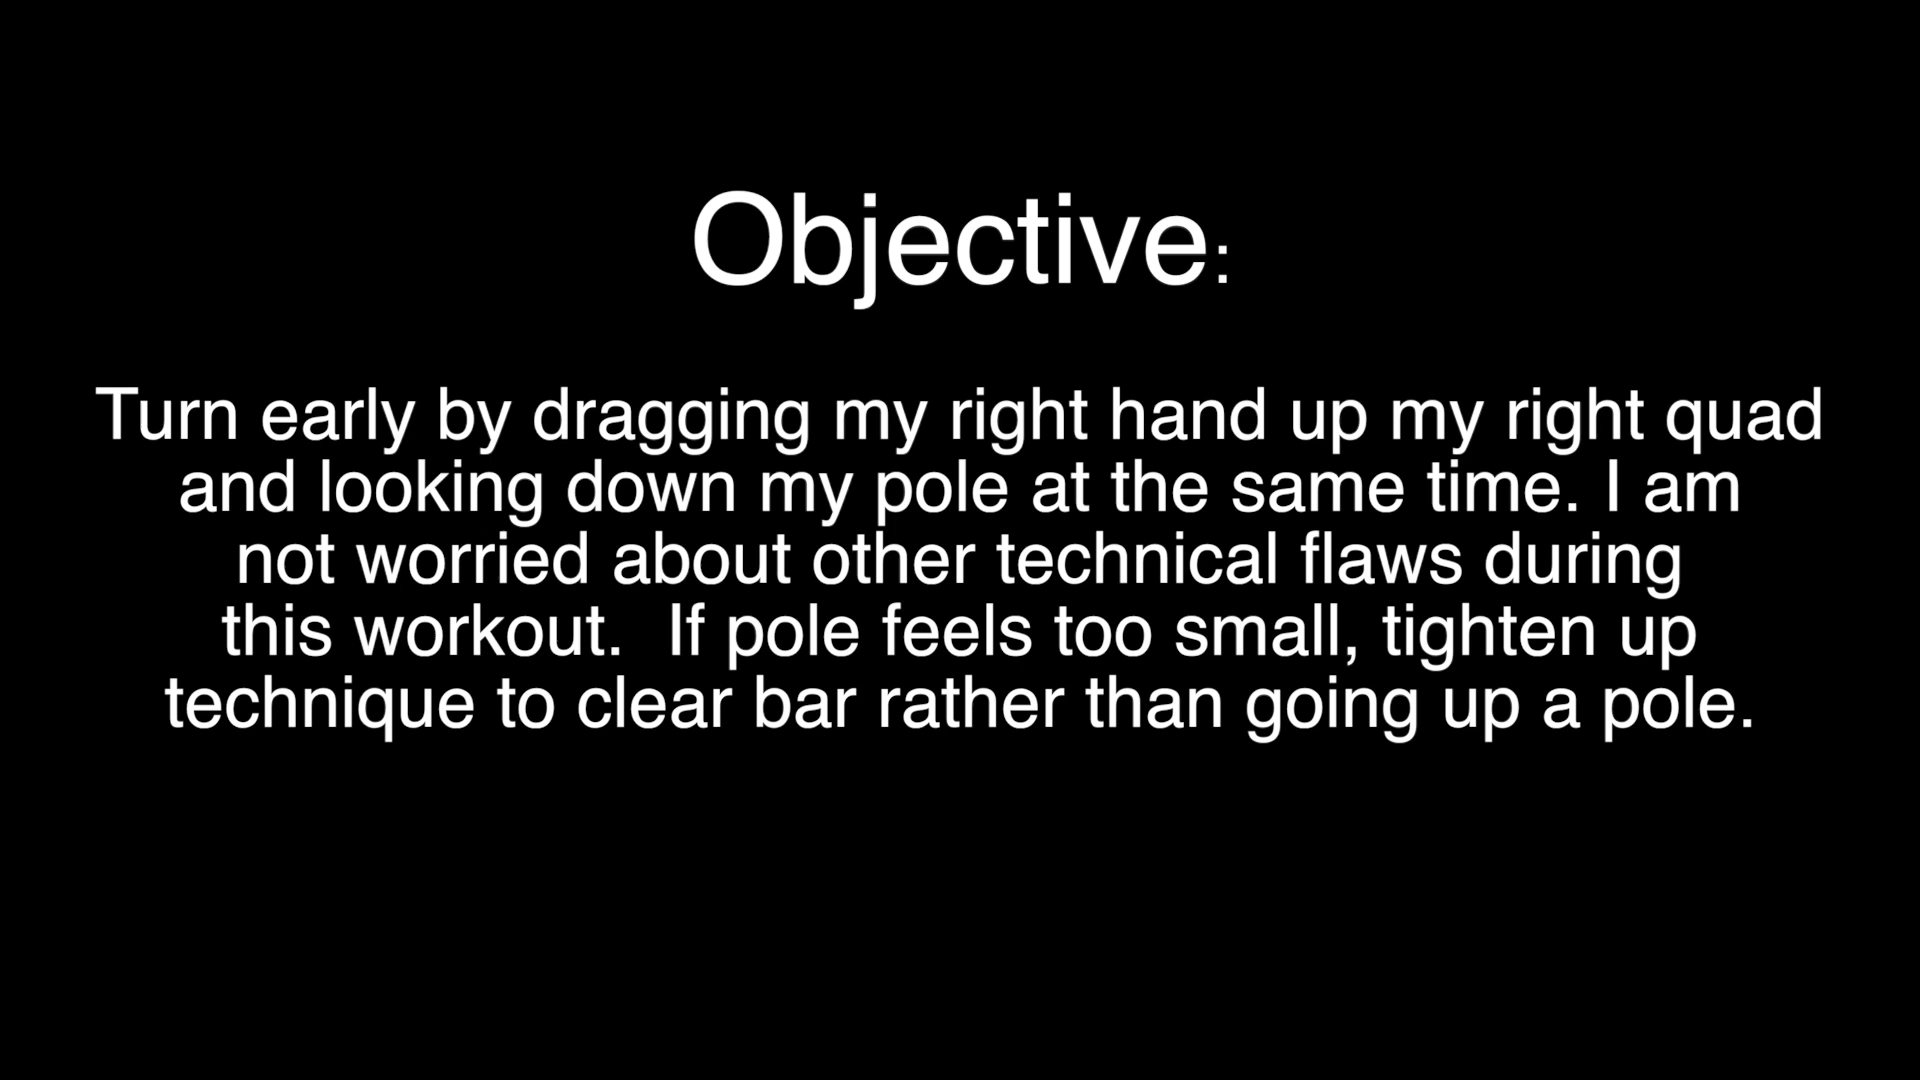 Objective:
Turn early by dragging my right hand up my right quad
and looking down my pole at the same time. I am
not worried about other technical flaws during
this workout.  If pole feels too small, tighten up
technique to clear bar rather than going up a pole.